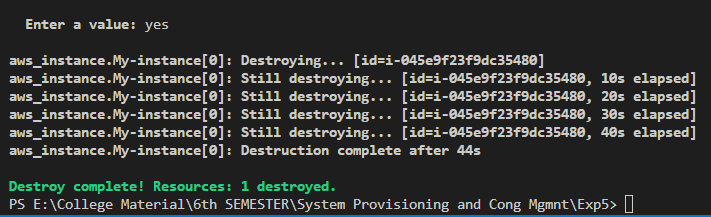 Enter a value: yes
aws_instance.My-instance[0]: Destroying... [id=i-045e9f23f9dc35480]
aws_instance.My-instance[0]: Still destroying... [id=i-045e9f23f9dc35480, 10s elapsed]
aws_instance.My-instance[0]: Still destroying... [id=i-045e9f23f9dc35480, 20s elapsed]
aws_instance.My-instance[0]: Still destroying... [id=i-045e9f23f9dc35480, 30s elapsed]
aws_instance.My-instance[0]: Still destroying... [id=i-045e9f23f9dc35480, 40s elapsed]
aws_instance.My-instance[0]: Destruction complete after 44s
Destroy complete! Resources: 1 destroyed.
PS E:\College Material\6th SEMESTER\System Provisioning and Cong Mgmnt\Exp5>